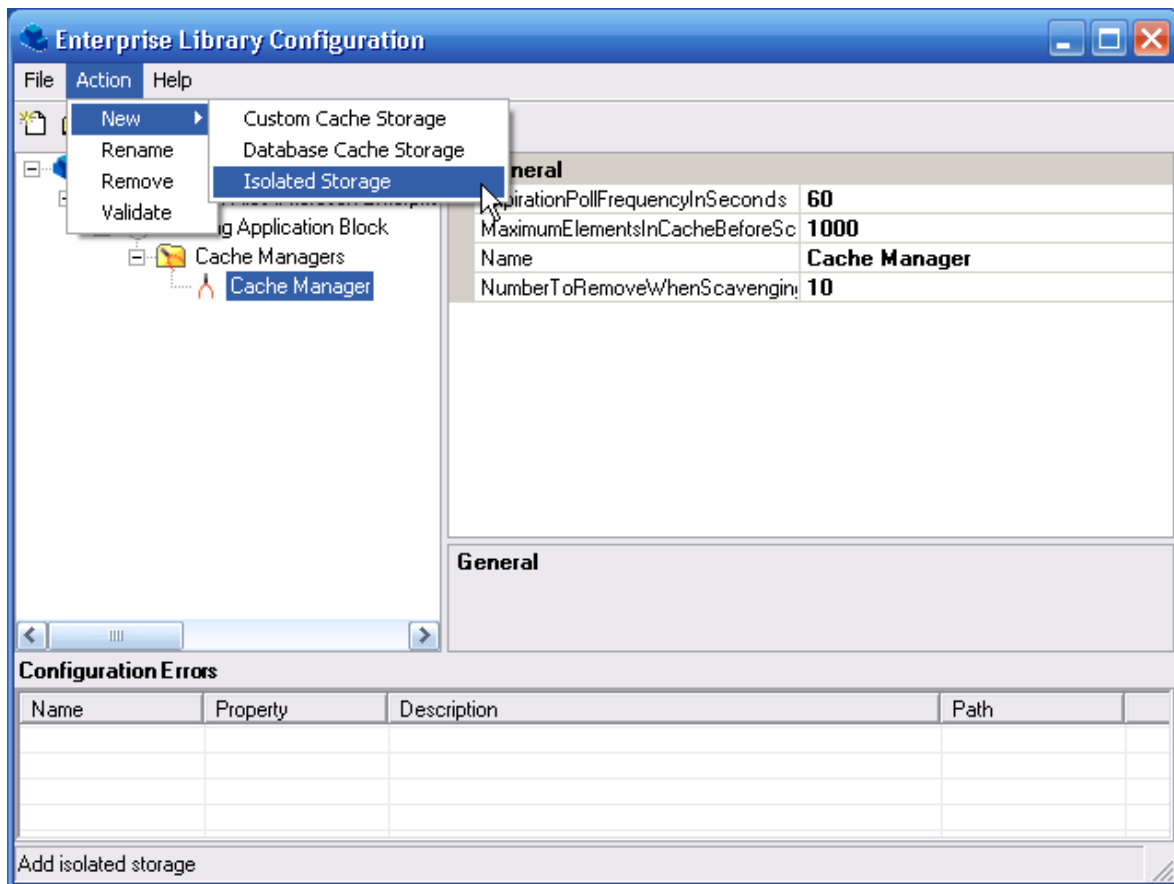 Enterprise Library Configuration
File Action Help
New
Rename
Remove
Validate
Custom Cache Storage
Database Cache Storage
Isolated Storage
g Application Block
Cache Managers
Cache Manager
neral
pirationPollFrequencyInSeconds 60
MaximumElementsInCacheBeforeSc 1000
Name Cache Manager
NumberToRemoveWhenScavenging 10
General
Configuration Errors
Name Property Description Path
Add isolated storage